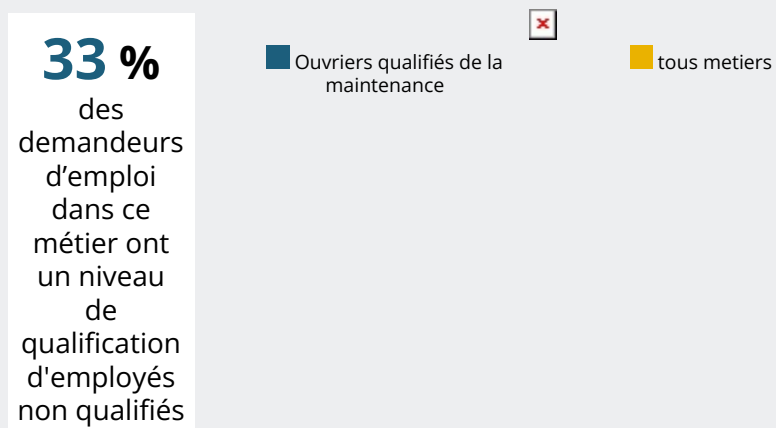 33 %
des
demandeurs
d’emploi
dans ce
métier ont
un niveau
de
qualification
d'employés
non qualifiés
Ouvriers qualifiés de la
maintenance
tous metiers